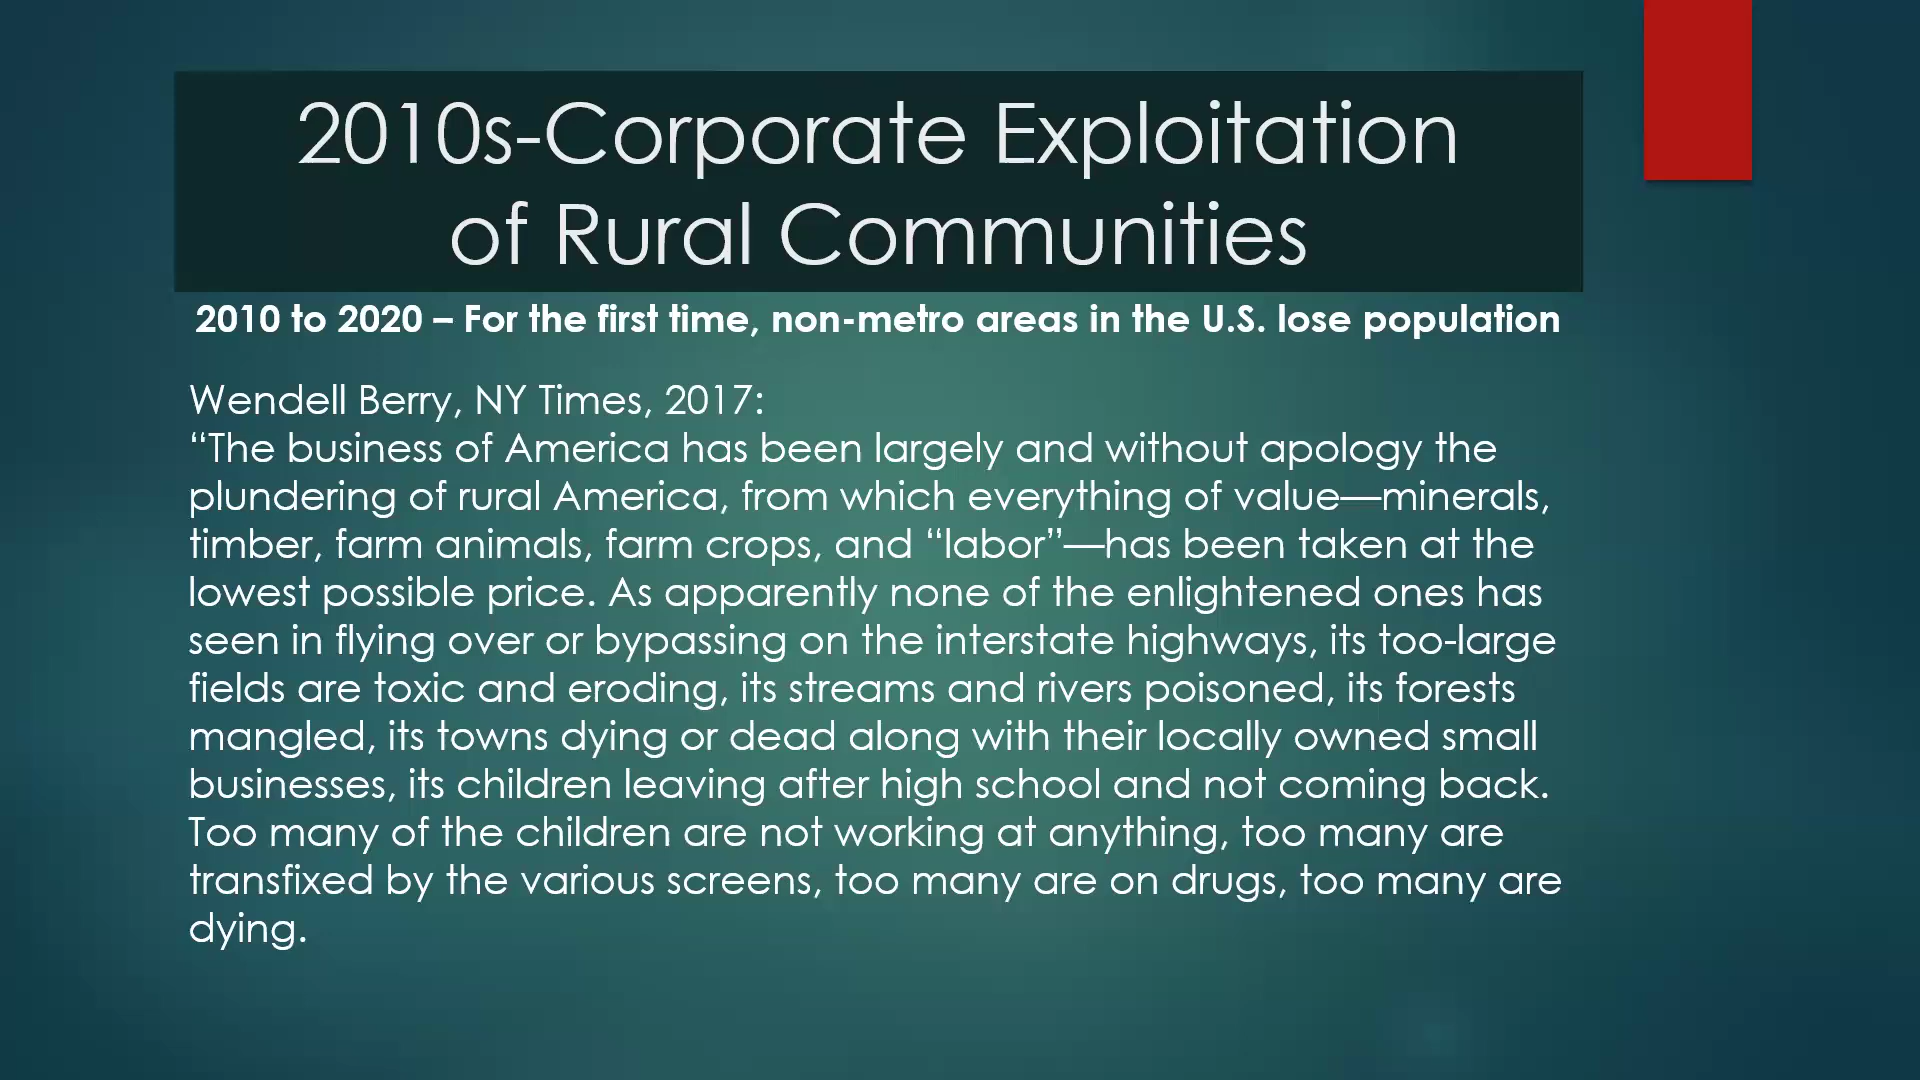 2010s-Corporate Exploitation
of Rural Communities
2010 to 2020 – For the first time, non-metro areas in the U.S. lose population
Wendell Berry, NY Times, 2017:
“The business of America has been largely and without apology the
plundering of rural America, from which everything of value—minerals,
timber, farm animals, farm crops, and “labor”—has been taken at the
lowest possible price. As apparently none of the enlightened ones has
seen in flying over or bypassing on the interstate highways, its too-large
fields are toxic and eroding, its streams and rivers poisoned, its forests
mangled, its towns dying or dead along with their locally owned small
businesses, its children leaving after high school and not coming back.
Too many of the children are not working at anything, too many are
transfixed by the various screens, too many are on drugs, too many are
dying.